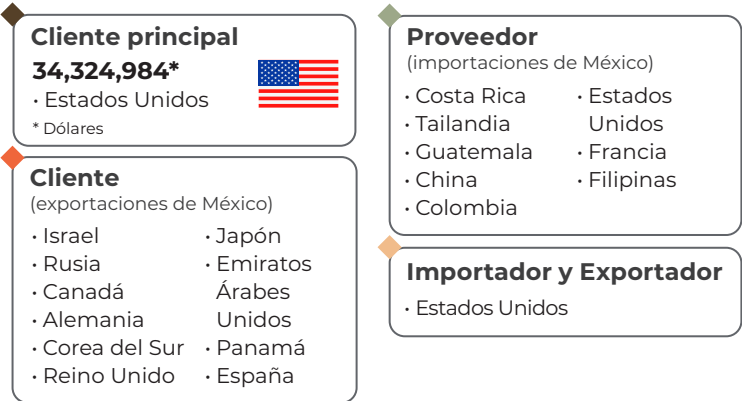 Cliente principal
34,324,984*
· Estados Unidos
* Dólares
Cliente
(exportaciones de México)
· Israel
· Rusia
· Canadá
· Alemania
· Corea del Sur
· Reino Unido
· Japón
· Emiratos
Árabes
Unidos
· Panamá
· España
Proveedor
(importaciones de México)
· Costa Rica
· Tailandia
· Guatemala
· China
· Colombia
· Estados
Unidos
· Francia
· Filipinas
Importador y Exportador
· Estados Unidos